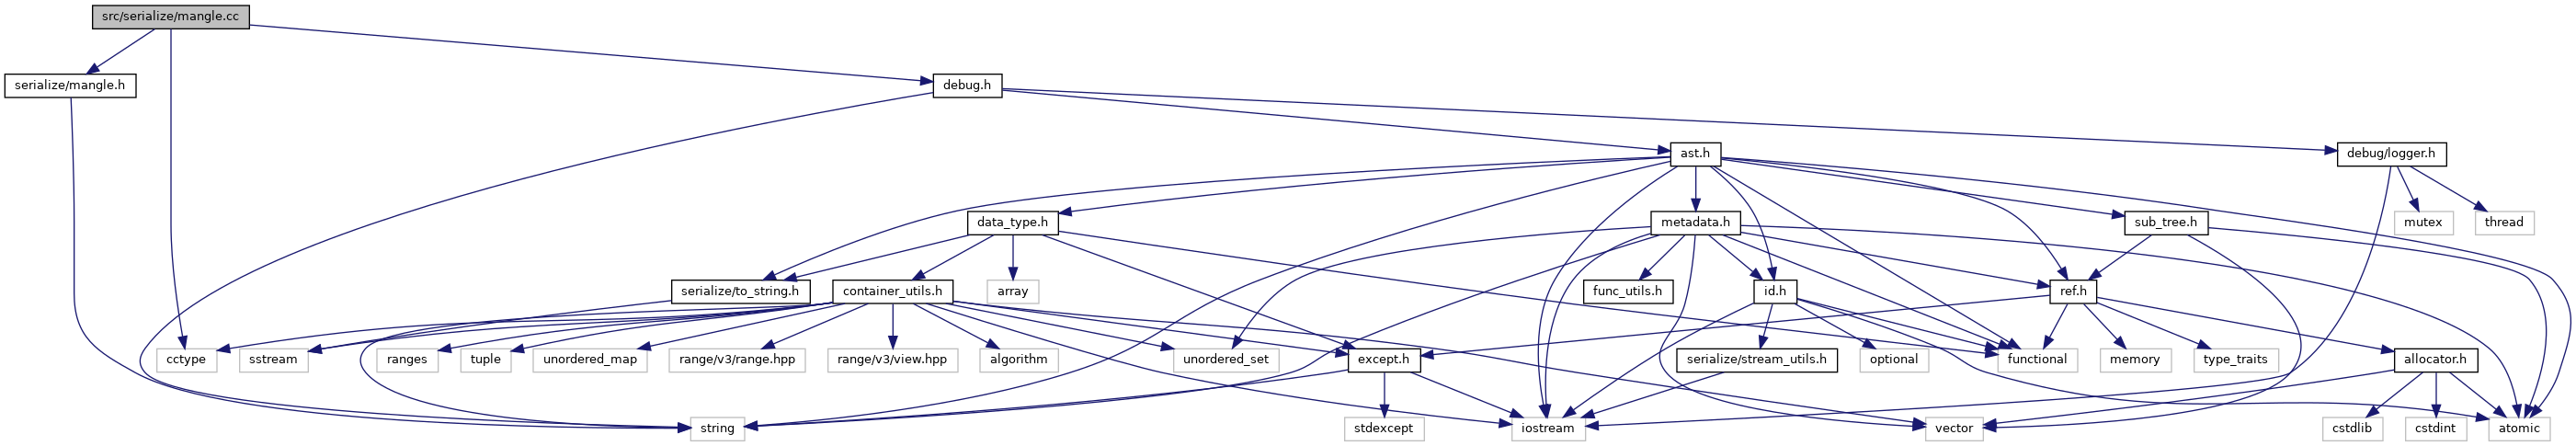 src/serialize/mangle.cc
serialize/mangle.h
debug.h
ast.h
debug/logger.h
data_type.h
metadata.h
sub_tree.h
mutex
thread
serialize/to_string.h
container_utils.h
array
func_utils.h
id.h
ref.h
cctype
sstream
ranges
tuple
unordered_map
range/v3/range.hpp
range/v3/view.hpp
algorithm
unordered_set
except.h
serialize/stream_utils.h
optional
functional
memory
type_traits
allocator.h
string
stdexcept
iostream
vector
cstdlib
cstdint
atomic